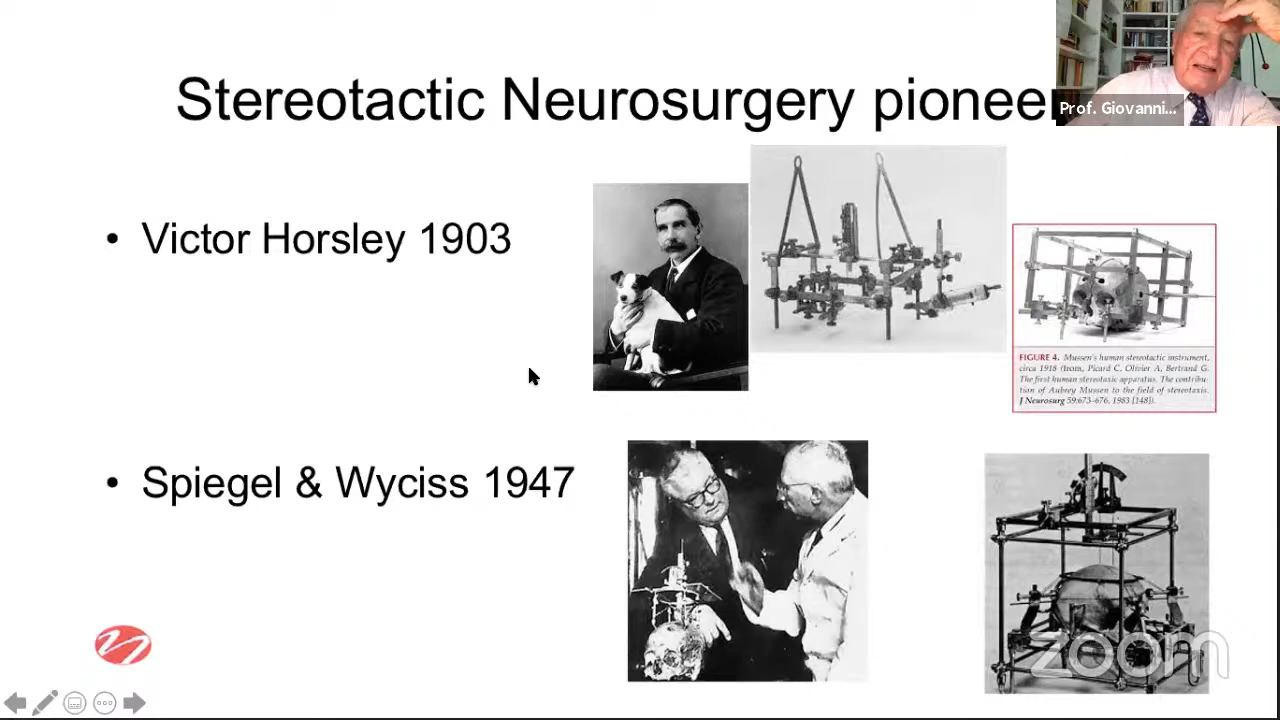 Stereotactic Neurosurgery pioneer
Prof. Giovanni...
• Victor Horsley 1903
FIGURE 4. Mussen's human stereotactic instrument,
circa 1918 (from, Picard C, Olivier A, Bertrand G.
The first human stereotaxic apparatus. The contribu-
tion of Aubrey Mussen to the field of stereotaxis.
J Neurosurg 59:673–676, 1983 [148]).
• Spiegel & Wyciss 1947
zoom